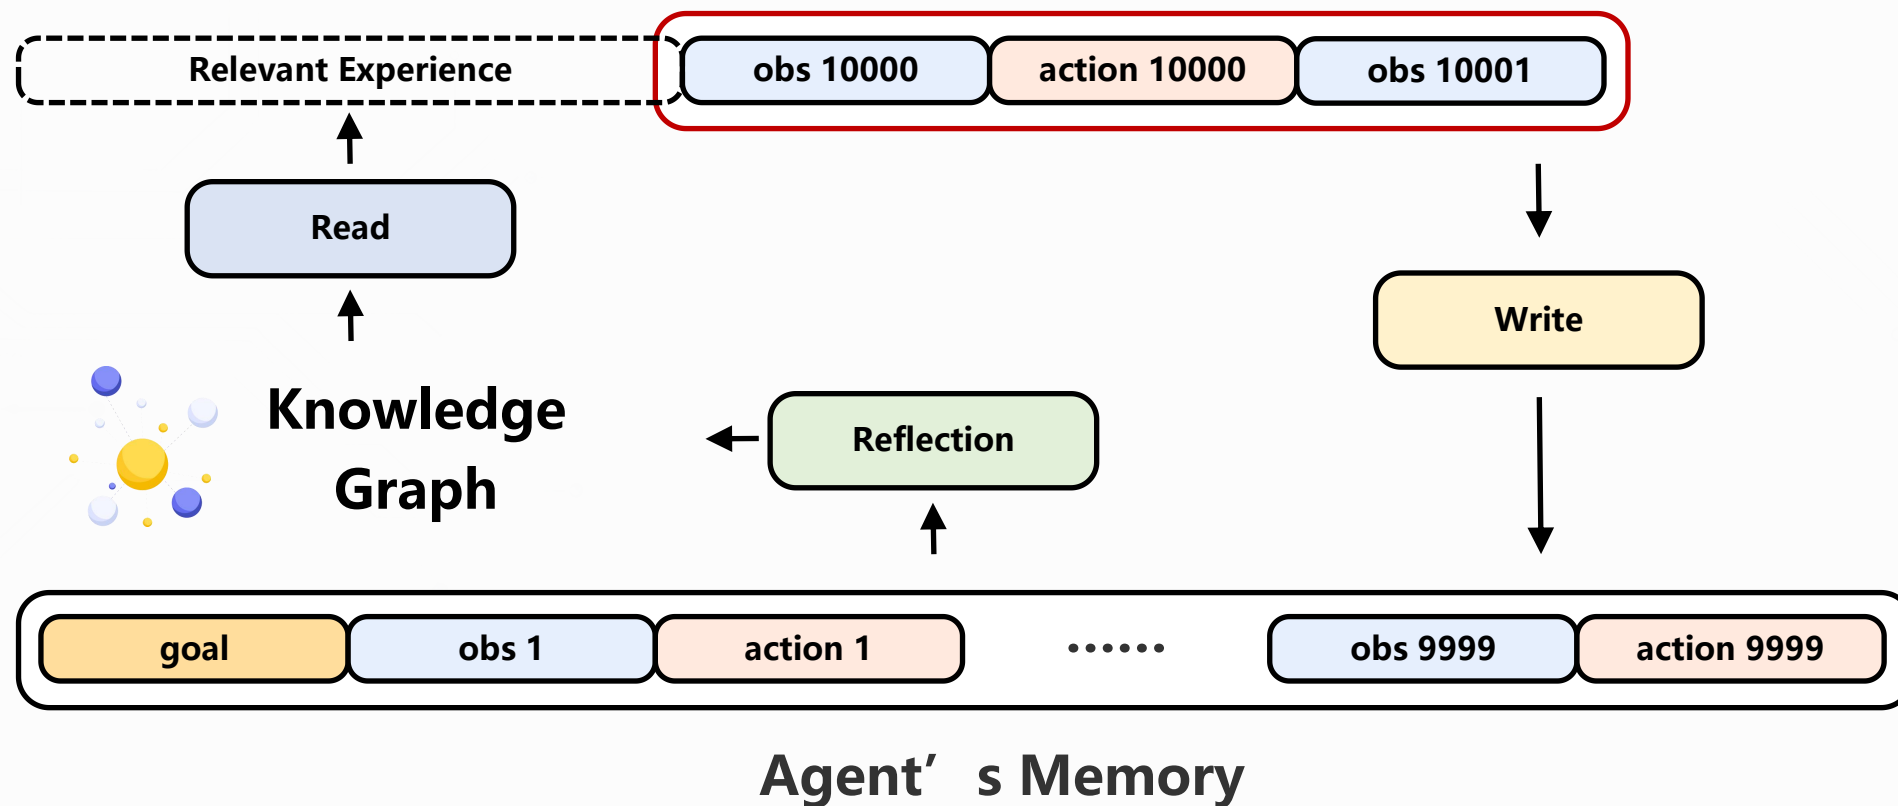 Relevant Experience obs 10000 action 10000 obs 10001
Read
Write
Knowledge
Graph
Reflection
goal obs 1 action 1 ...... obs 9999 action 9999
Agent’s Memory